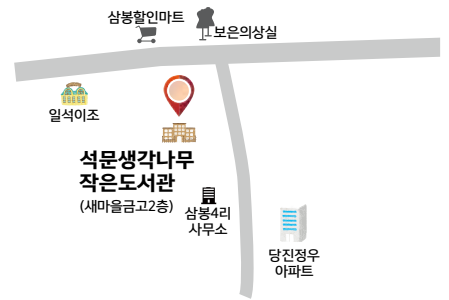 삼봉할인마트
보은의상실
일석이조
석문생각나무
작은도서관
(새마을금고2층)
삼봉4리
사무소
당진정우
아파트